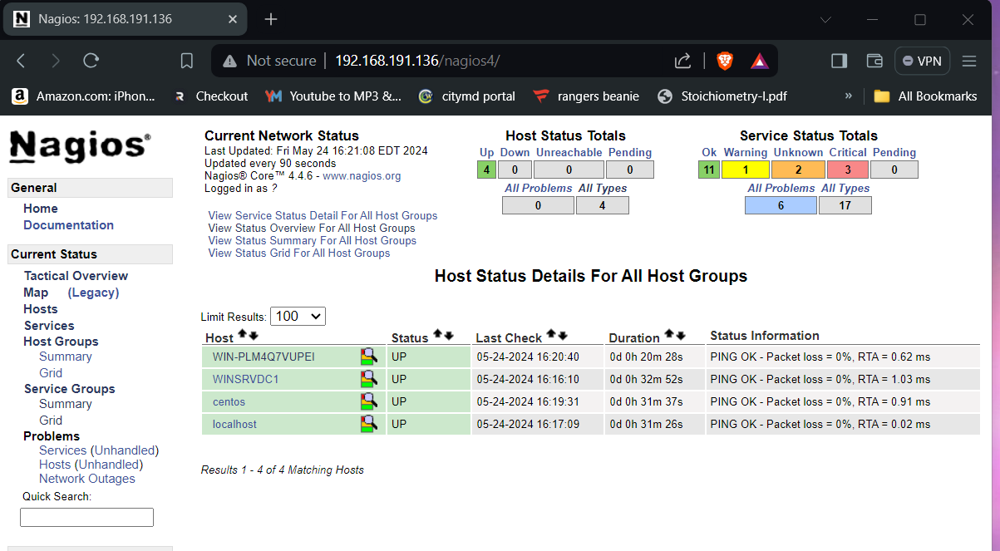 Nagios: 192.168.191.136
Not secure 192.168.191.136/nagios4/ VPN
Amazon.com: iPhon... Checkout Youtube to MP3 &... citymd portal rangers beanie Stoichiometry-I.pdf » All Bookmarks
Nagios®
General
Home
Documentation
Current Status
Tactical Overview
Map (Legacy)
Hosts
Services
Host Groups
Summary
Grid
Service Groups
Summary
Grid
Problems
Services (Unhandled)
Hosts (Unhandled)
Network Outages
Quick Search:
Current Network Status
Last Updated: Fri May 24 16:21:08 EDT 2024
Updated every 90 seconds
Nagios® Core™ 4.4.6 - www.nagios.org
Logged in as ?
View Service Status Detail For All Host Groups
View Status Overview For All Host Groups
View Status Summary For All Host Groups
View Status Grid For All Host Groups
Host Status Totals
Up Down Unreachable Pending
4 0 0 0
All Problems All Types
0 4
Service Status Totals
Ok Warning Unknown Critical Pending
11 1 2 3 0
All Problems All Types
6 17
Host Status Details For All Host Groups
Limit Results: 100
Host Status Last Check Duration Status Information
WIN-PLM4Q7VUPEI UP 05-24-2024 16:20:40 0d 0h 20m 28s PING OK - Packet loss = 0%, RTA = 0.62 ms
WINSRVDC1 UP 05-24-2024 16:16:10 0d 0h 32m 52s PING OK - Packet loss = 0%, RTA = 1.03 ms
centos UP 05-24-2024 16:19:31 0d 0h 31m 37s PING OK - Packet loss = 0%, RTA = 0.91 ms
localhost UP 05-24-2024 16:17:09 0d 0h 31m 26s PING OK - Packet loss = 0%, RTA = 0.02 ms
Results 1 - 4 of 4 Matching Hosts